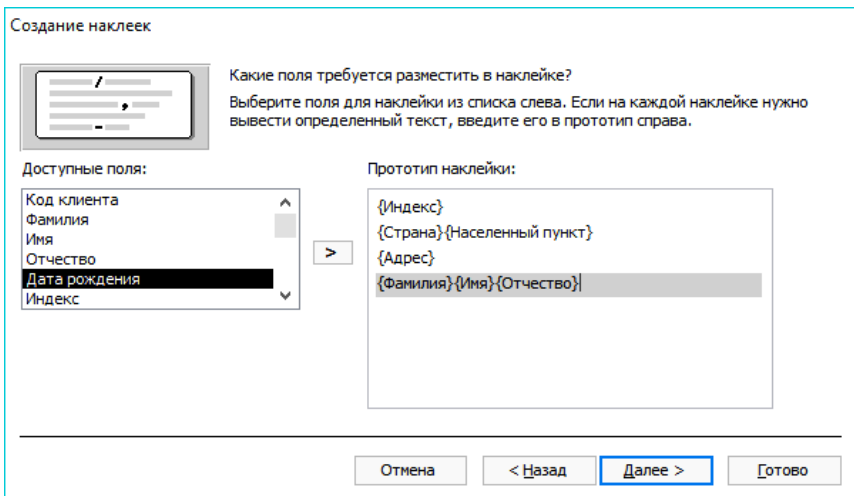 Создание наклеек
Какие поля требуется разместить в наклейке?
Выберите поля для наклейки из списка слева. Если на каждой наклейке нужно
вывести определенный текст, введите его в прототип справа.
Доступные поля:
Код клиента
Фамилия
Имя
Отчество
Дата рождения
Индекс
>
Прототип наклейки:
{Индекс}
{Страна}{Населенный пункт}
{Адрес}
{Фамилия}{Имя}{Отчество}
Отмена
< Назад
Далее >
Готово